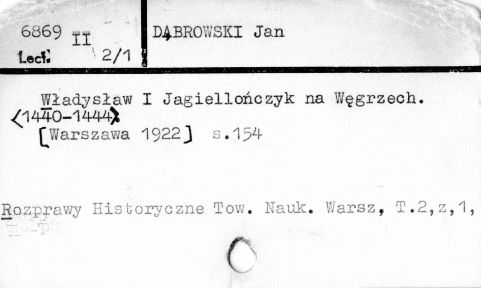 6869 II DĄBROWSKI Jan
Lect. 2/1
Władysław I Jagiellończyk na Węgrzech.
<1440-1444>
[Warszawa 1922] s.154
Rozprawy Historyczne Tow. Nauk. Warsz, T.2,z,1,